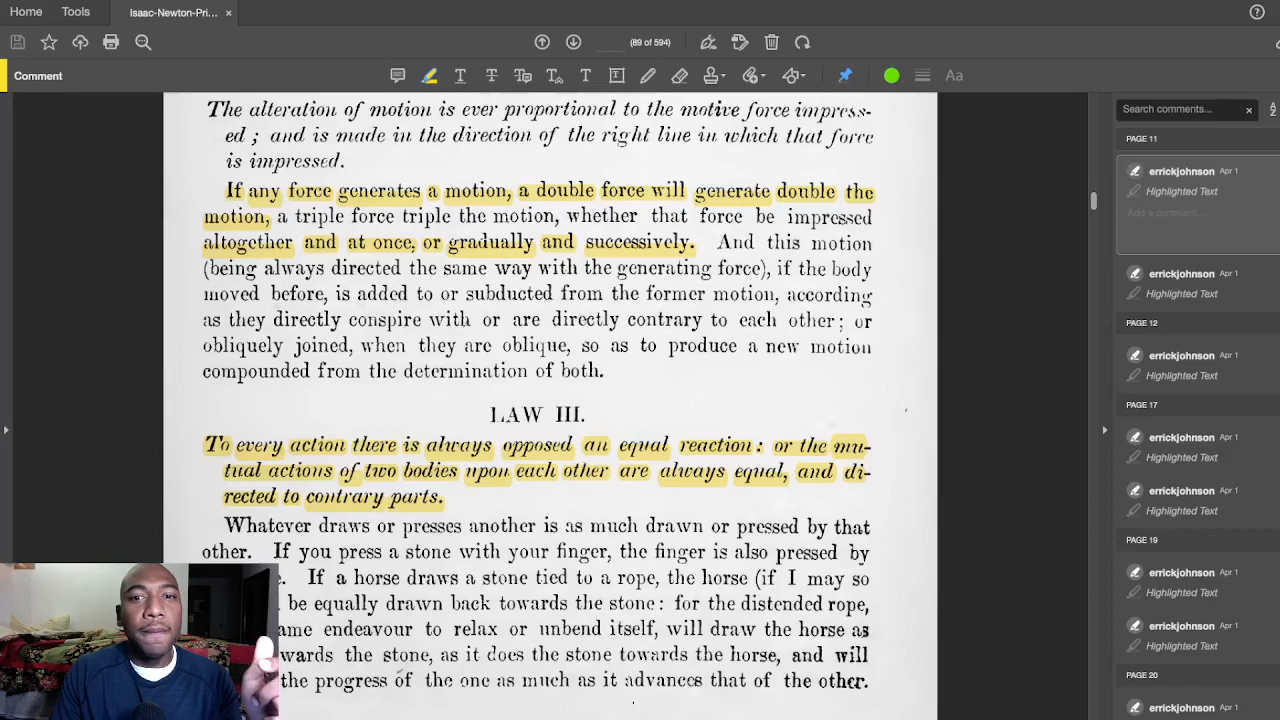 Home
Tools
Isaac-Newton-Pri... ×
(89 of 594)
Comment
Aa
The alteration of motion is ever proportional to the motive force impress-
ed ; and is made in the direction of the right line in which that force
is impressed.
If any force generates a motion, a double force will generate double the
motion, a triple force triple the motion, whether that force be impressed
altogether and at once, or gradually and successively. And this motion
(being always directed the same way with the generating force), if the body
moved before, is added to or subducted from the former motion, according
as they directly conspire with or are directly contrary to each other; or
obliquely joined, when they are oblique, so as to produce a new motion
compounded from the determination of both.
LAW III.
To every action there is always opposed an equal reaction: or the mu-
tual actions of two bodies upon each other are always equal, and di-
rected to contrary parts.
Whatever draws or presses another is as much drawn or pressed by that
other. If you press a stone with your finger, the finger is also pressed by
If a horse draws a stone tied to a rope, the horse (if I may so
be equally drawn back towards the stone: for the distended rope,
endeavour to relax or unbend itself, will draw the horse as
the stone, as it does the stone towards the horse, and will
the progress of the one as much as it advances that of the other.
Search comments... ×
PAGE 11
errickjohnson Apr 1
Highlighted Text
Add a comment...
errickjohnson Apr 1
Highlighted Text
PAGE 12
errickjohnson Apr 1
Highlighted Text
PAGE 17
errickjohnson Apr 1
Highlighted Text
errickjohnson Apr 1
Highlighted Text
PAGE 19
errickjohnson Apr 1
Highlighted Text
errickjohnson Apr 1
Highlighted Text
PAGE 20
errickjohnson Apr 1